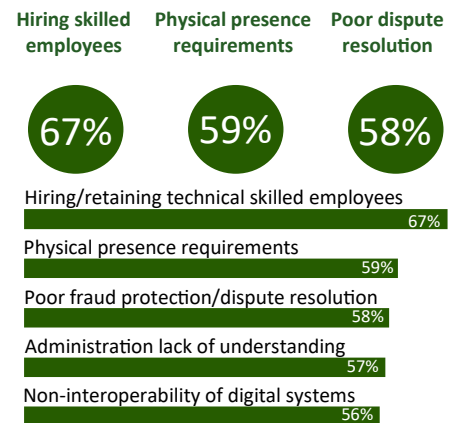 Hiring skilled
employees
Physical presence
requirements
Poor dispute
resolution
67%
59%
58%
Hiring/retaining technical skilled employees
67%
Physical presence requirements
59%
Poor fraud protection/dispute resolution
58%
Administration lack of understanding
57%
Non-interoperability of digital systems
56%